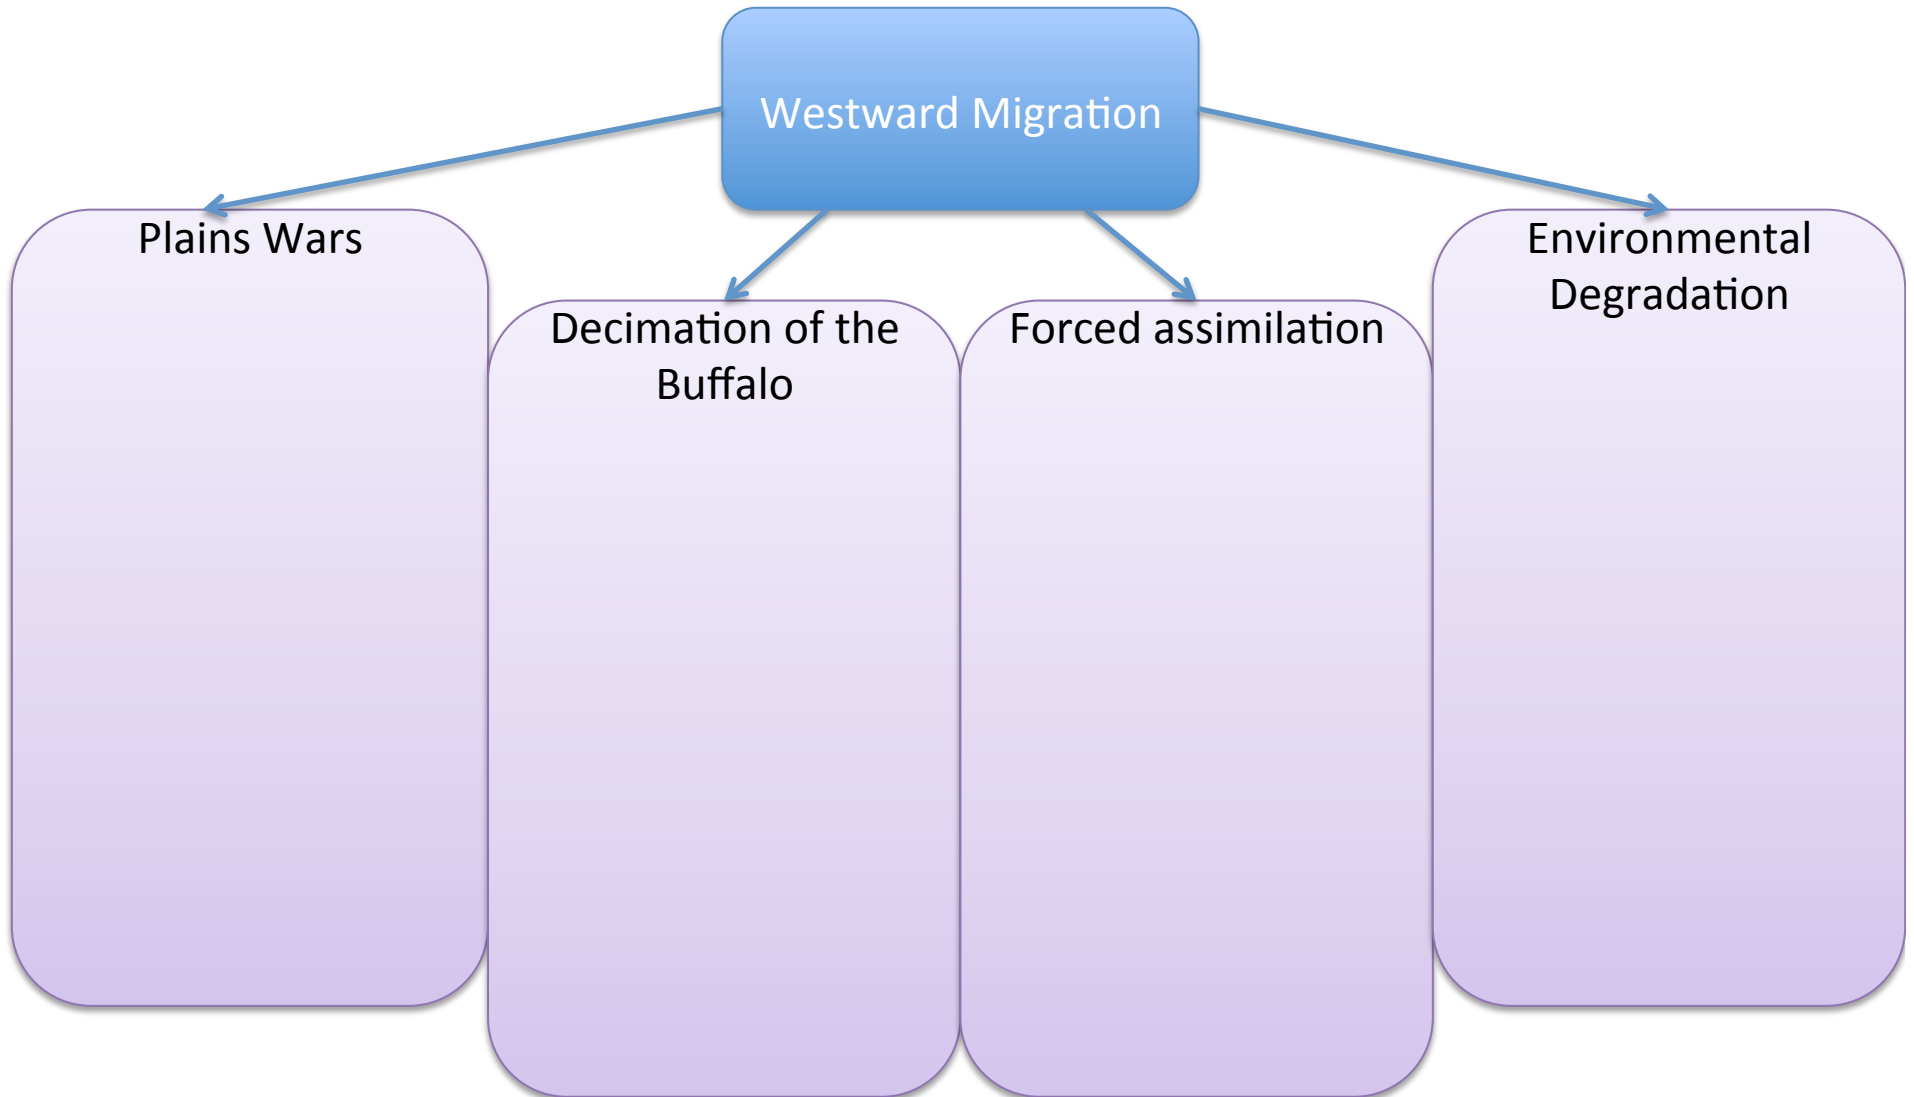 Westward Migration
Plains Wars
Decimation of the
Buffalo
Forced assimilation
Environmental
Degradation